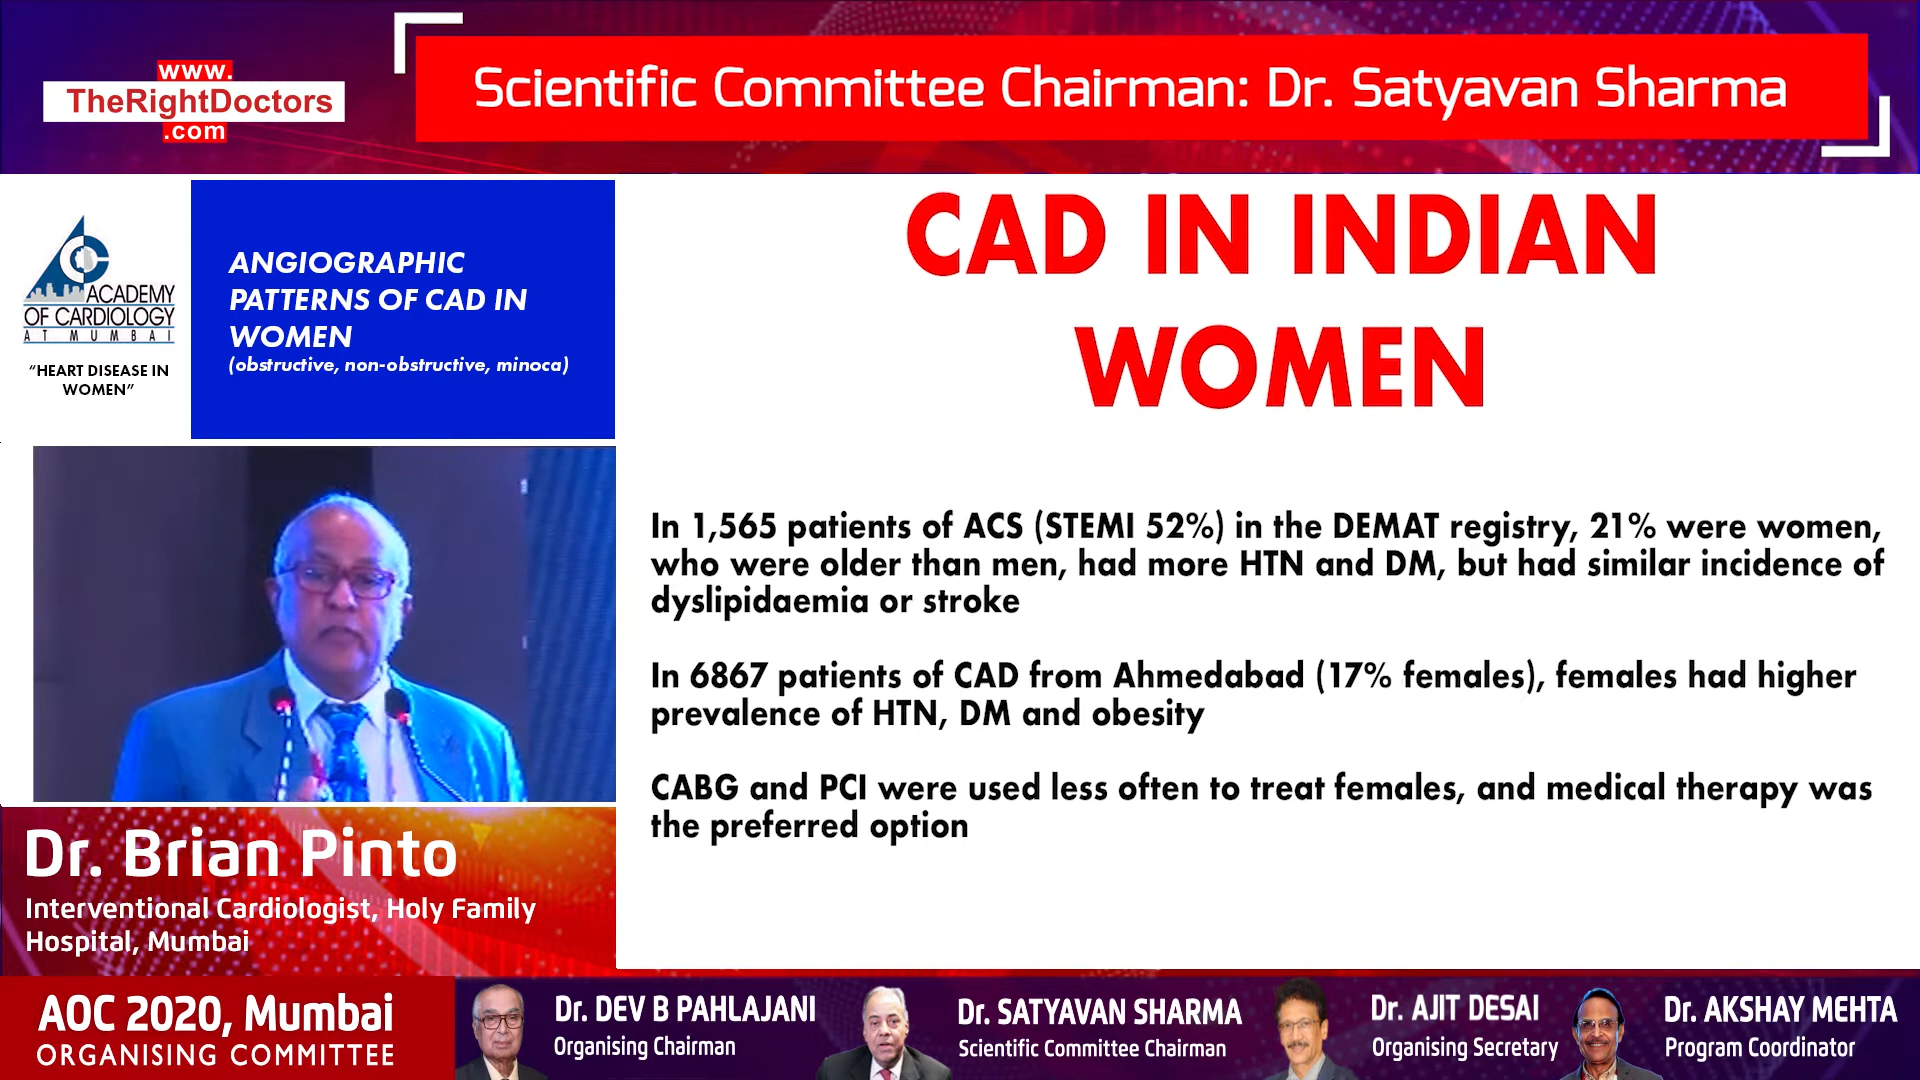 www.
TheRightDoctors
.com
Scientific Committee Chairman: Dr. Satyavan Sharma
ACADEMY
OF CARDIOLOGY
AT MUMBAI
“HEART DISEASE IN
WOMEN”
ANGIOGRAPHIC
PATTERNS OF CAD IN
WOMEN
(obstructive, non-obstructive, minoca)
CAD IN INDIAN
WOMEN
In 1,565 patients of ACS (STEMI 52%) in the DEMAT registry, 21% were women,
who were older than men, had more HTN and DM, but had similar incidence of
dyslipidaemia or stroke
In 6867 patients of CAD from Ahmedabad (17% females), females had higher
prevalence of HTN, DM and obesity
CABG and PCI were used less often to treat females, and medical therapy was
the preferred option
Dr. Brian Pinto
Interventional Cardiologist, Holy Family
Hospital, Mumbai
AOC 2020, Mumbai
ORGANISING COMMITTEE
Dr. DEV B PAHLAJANI
Organising Chairman
Dr. SATYAVAN SHARMA
Scientific Committee Chairman
Dr. AJIT DESAI
Organising Secretary
Dr. AKSHAY MEHTA
Program Coordinator